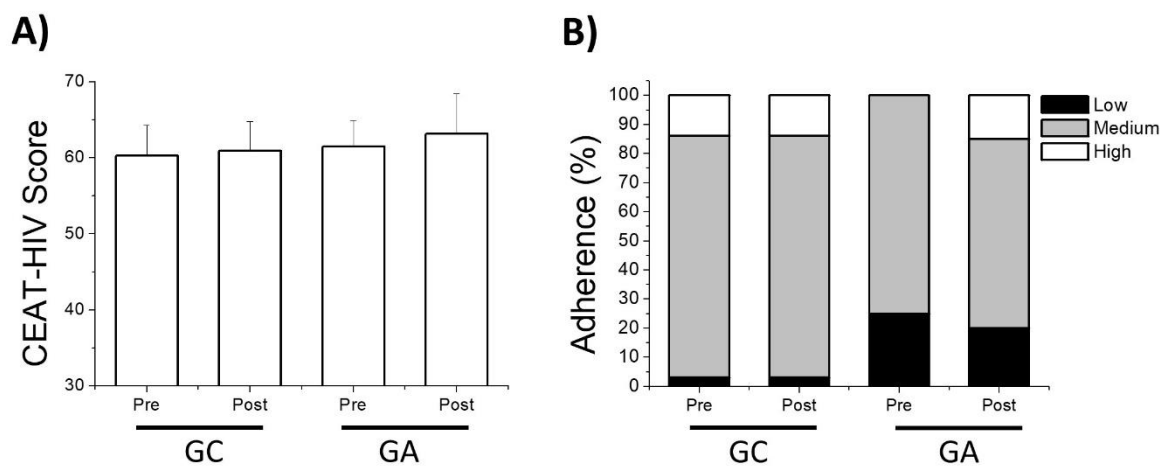 A)
CEAT-HIV Score
70
60
50
40
30
Pre Post Pre Post
GC GA
B)
Adherence (%)
100
90
80
70
60
50
40
30
20
10
0
Pre Post Pre Post
GC GA
Low
Medium
High